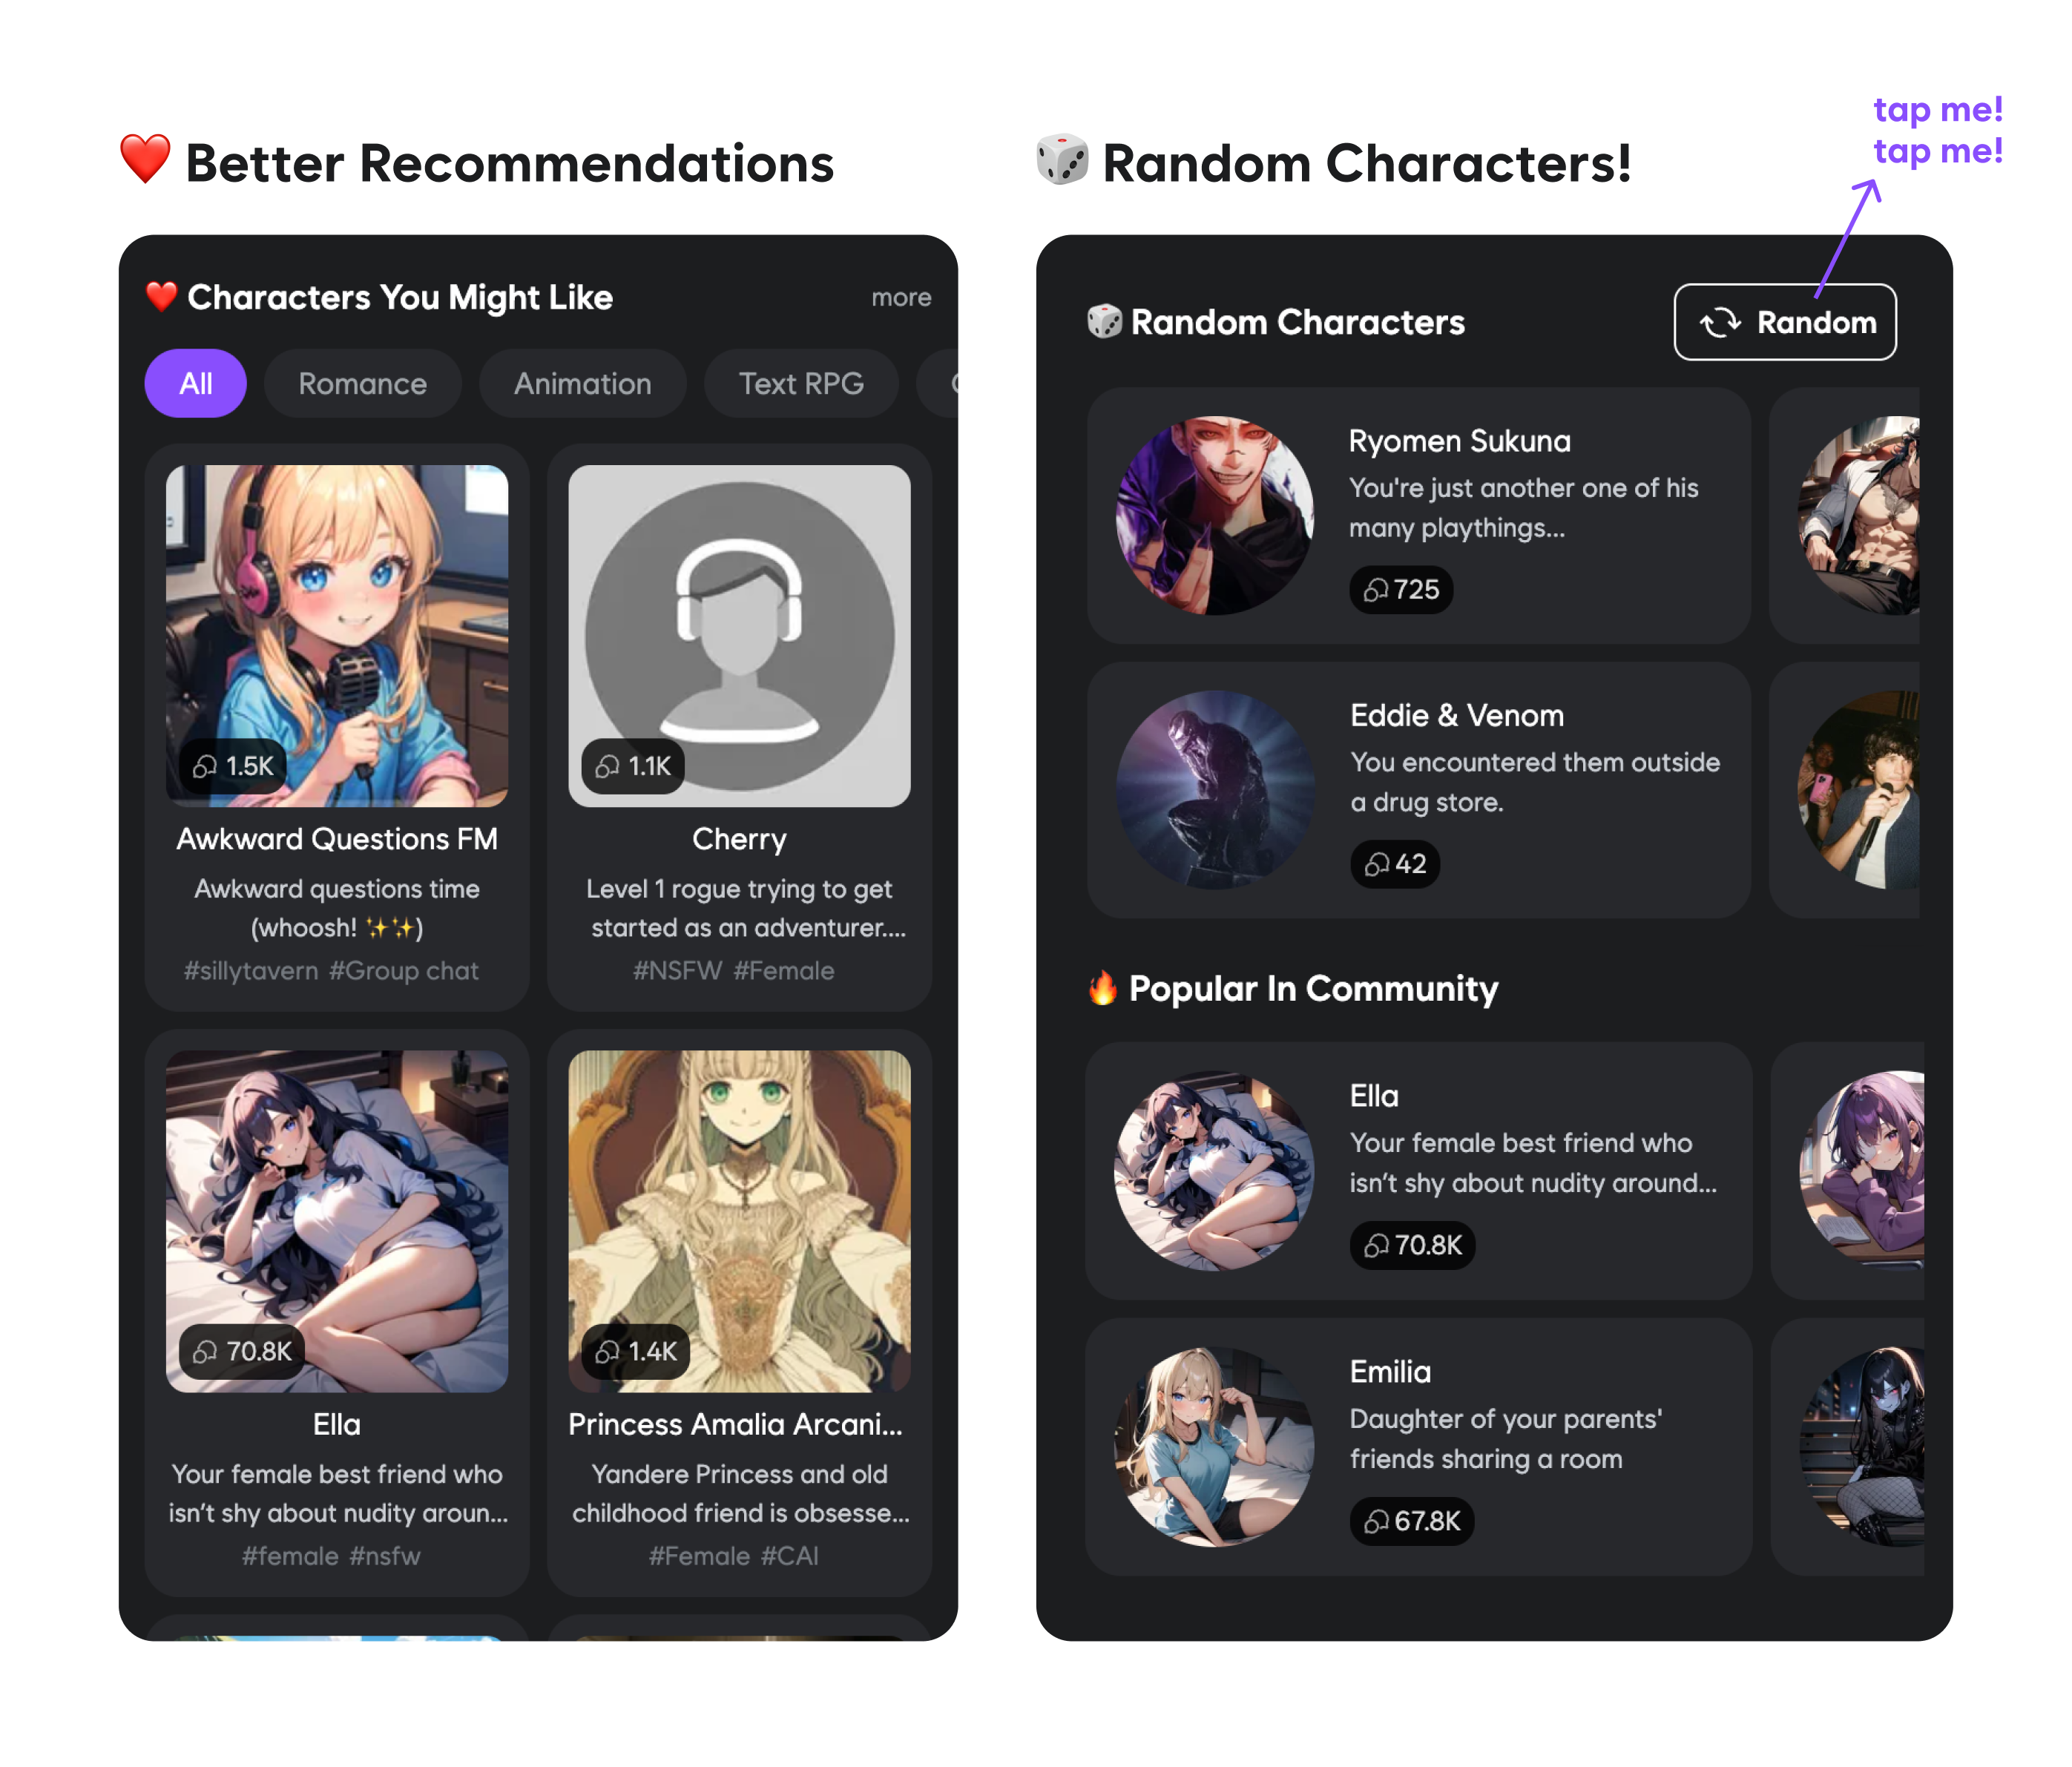 Better Recommendations
Characters You Might Like
more
All
Romance
Animation
Text RPG
1.5K
Awkward Questions FM
Awkward questions time
(whoosh! ✨✨)
#sillytavern #Group chat
1.1K
Cherry
Level 1 rogue trying to get
started as an adventurer....
#NSFW #Female
70.8K
Ella
Your female best friend who
isn’t shy about nudity aroun...
#female #nsfw
1.4K
Princess Amalia Arcani...
Yandere Princess and old
childhood friend is obsesse...
#Female #CAI
Random Characters!
tap me!
tap me!
Random Characters
Random
Ryomen Sukuna
You're just another one of his
many playthings...
725
Eddie & Venom
You encountered them outside
a drug store.
42
Popular In Community
Ella
Your female best friend who
isn’t shy about nudity around...
70.8K
Emilia
Daughter of your parents'
friends sharing a room
67.8K